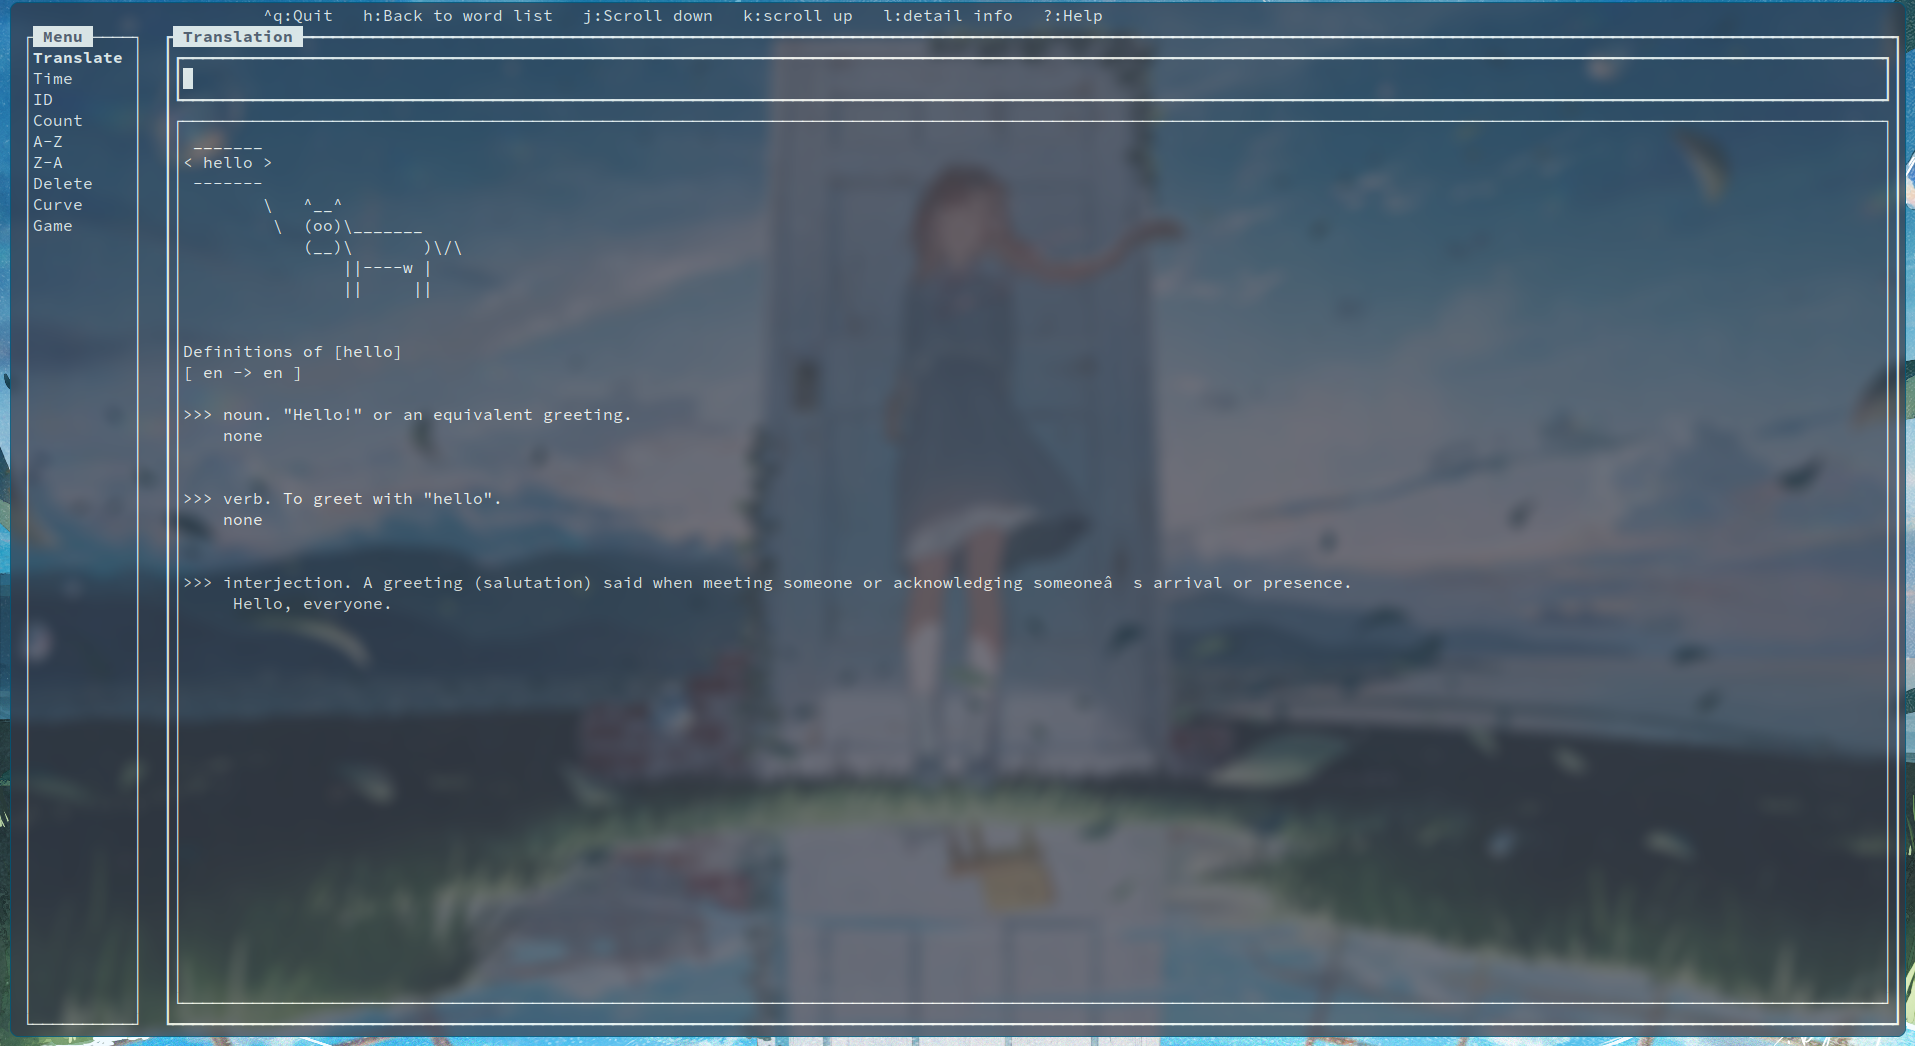 ^q:Quit   h:Back to word list   j:Scroll down   k:scroll up   l:detail info   ?:Help
Menu
Translate
Time
ID
Count
A-Z
Z-A
Delete
Curve
Game
Translation
 _______
< hello >
 -------
        \   ^__^
         \  (oo)\_______
            (__)\       )\/\
                ||----w |
                ||     ||
Definitions of [hello]
[ en -> en ]
>>> noun. "Hello!" or an equivalent greeting.
    none
>>> verb. To greet with "hello".
    none
>>> interjection. A greeting (salutation) said when meeting someone or acknowledging someoneâ  s arrival or presence.
     Hello, everyone.